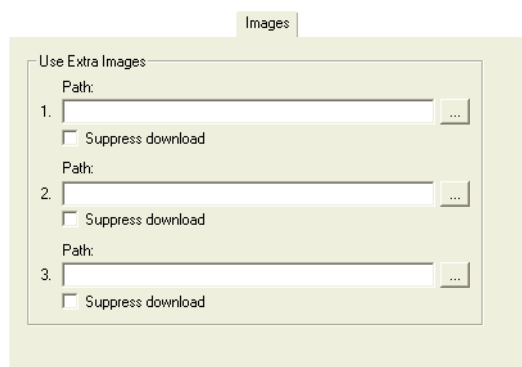 Images
Use Extra Images
Path:
1. ...
Suppress download
Path:
2. ...
Suppress download
Path:
3. ...
Suppress download